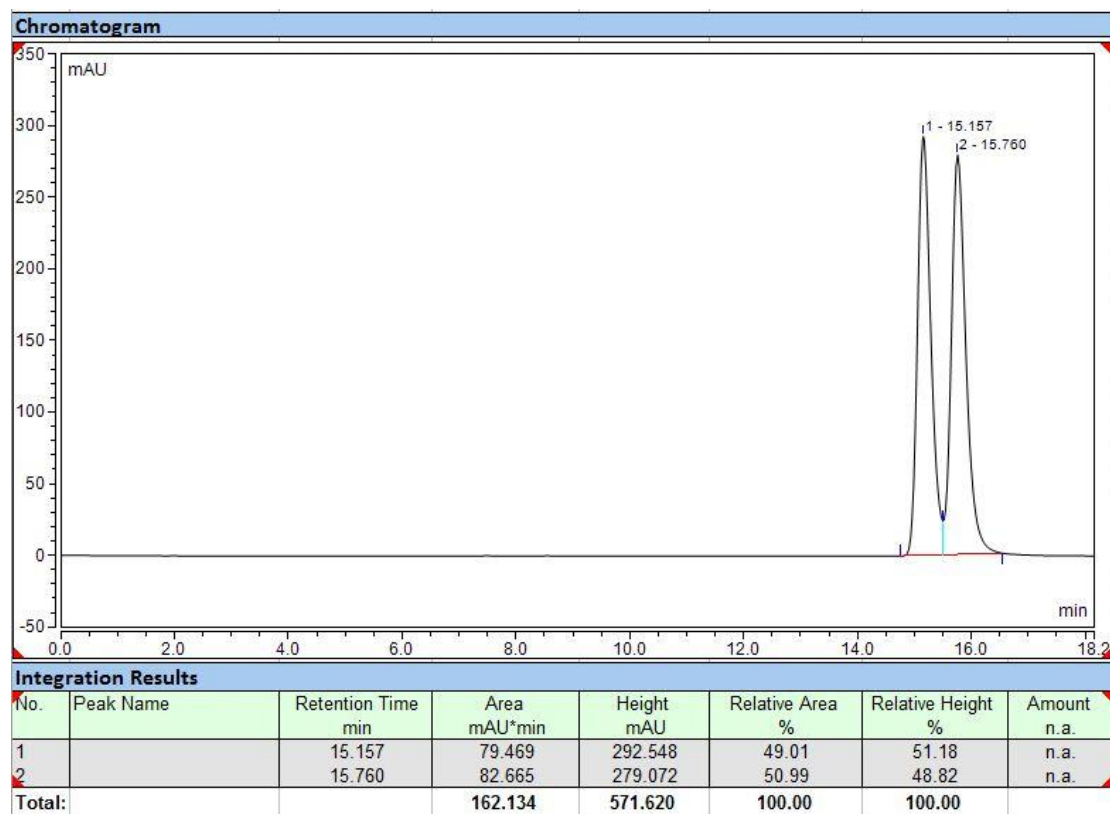 Chromatogram
350
mAU
300
1 - 15.157
2 - 15.760
250
200
150
100
50
0
min
-50
0.0 2.0 4.0 6.0 8.0 10.0 12.0 14.0 16.0 18.2
Integration Results
No. Peak Name Retention Time Area Height Relative Area Relative Height Amount
min mAU*min mAU % % n.a.
1 15.157 79.469 292.548 49.01 51.18 n.a.
2 15.760 82.665 279.072 50.99 48.82 n.a.
Total: 162.134 571.620 100.00 100.00